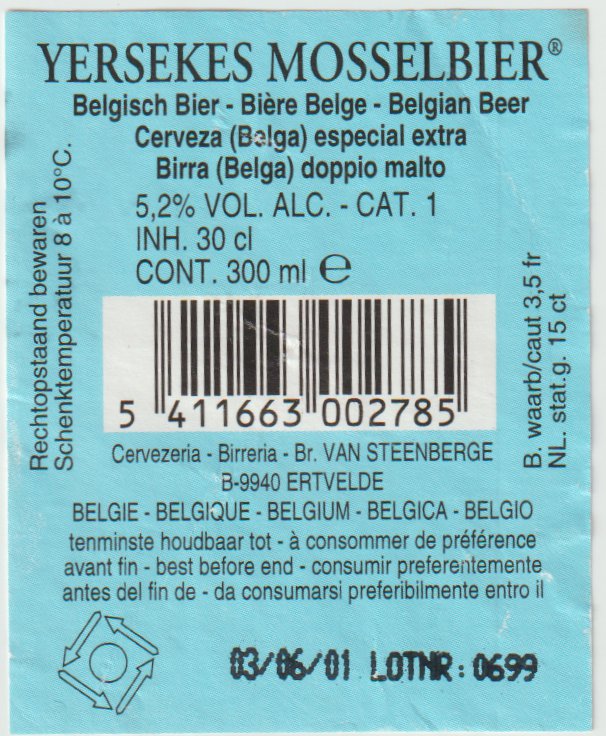 YERSEKES MOSSELBIER®
Belgisch Bier - Bière Belge - Belgian Beer
Cerveza (Belga) especial extra
Birra (Belga) doppio malto
5,2% VOL. ALC. - CAT. 1
INH. 30 cl
CONT. 300 ml ℮
Rechtopstaand bewaren
Schenktemperatuur 8 à 10°C.
B. waarb/caut 3,5 fr
NL. stat.g. 15 ct
5 411663 002785
Cervezeria - Birreria - Br. VAN STEENBERGE
B-9940 ERTVELDE
BELGIE - BELGIQUE - BELGIUM - BELGICA - BELGIO
tenminste houdbaar tot - à consommer de préférence
avant fin - best before end - consumir preferentemente
antes del fin de - da consumarsi preferibilmente entro il
03/06/01 LOTNR: 0699